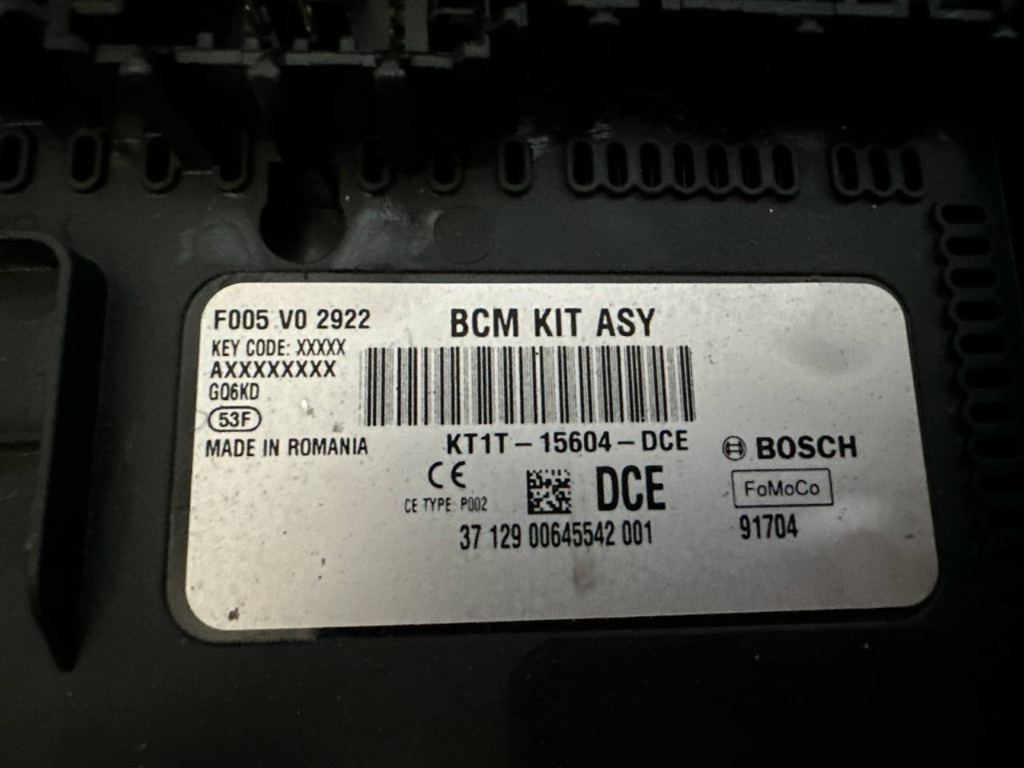 F005 V0 2922
BCM KIT ASY
KEY CODE: XXXXX
AXXXXXXXXX
GQ6KD
53F
MADE IN ROMANIA
KT1T-15604-DCE
BOSCH
CE
DCE
FoMoCo
CE TYPE: P002
37 129 00645542 001
91704